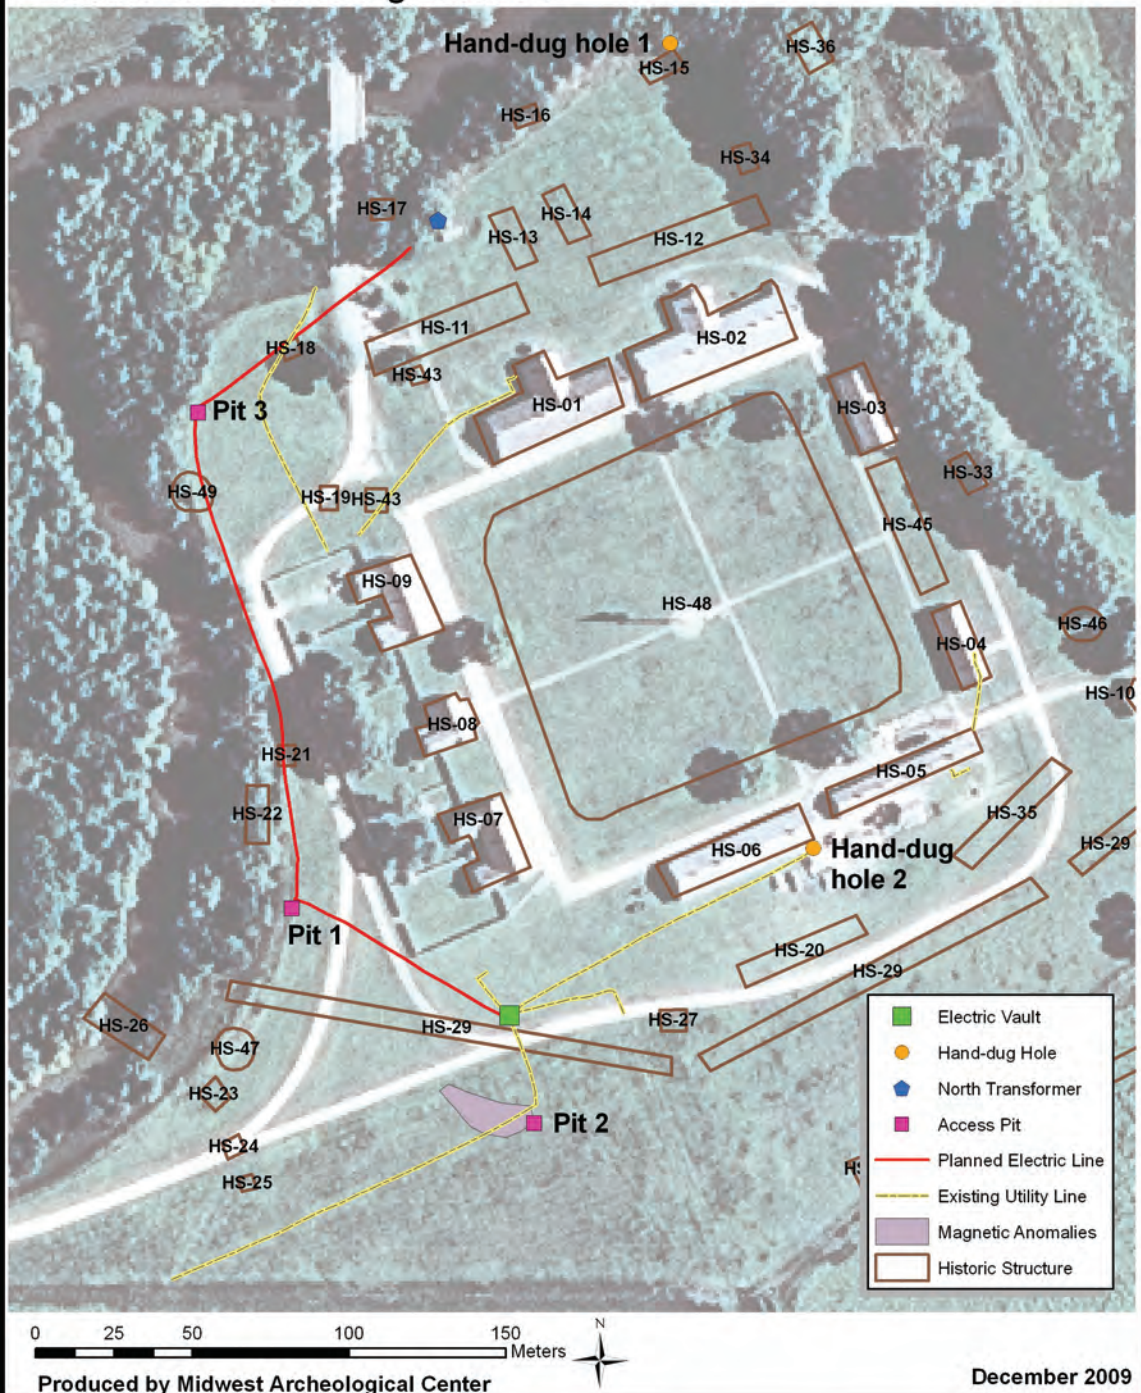 Hand-dug hole 1
HS-36
HS-15
HS-16
HS-34
HS-17
HS-14
HS-13
HS-12
HS-11
HS-02
HS-18
HS-43
HS-01
HS-03
Pit 3
HS-33
HS-49
HS-19
HS-43
HS-45
HS-09
HS-48
HS-46
HS-04
HS-10
HS-08
HS-21
HS-05
HS-22
HS-07
HS-35
HS-06
Hand-dug
hole 2
HS-29
Pit 1
HS-20
HS-29
HS-26
HS-29
HS-27
HS-47
HS-23
Pit 2
HS-24
HS-25
Electric Vault
Hand-dug Hole
North Transformer
Access Pit
Planned Electric Line
Existing Utility Line
Magnetic Anomalies
Historic Structure
0 25 50 100 150
Meters
N
Produced by Midwest Archeological Center
December 2009